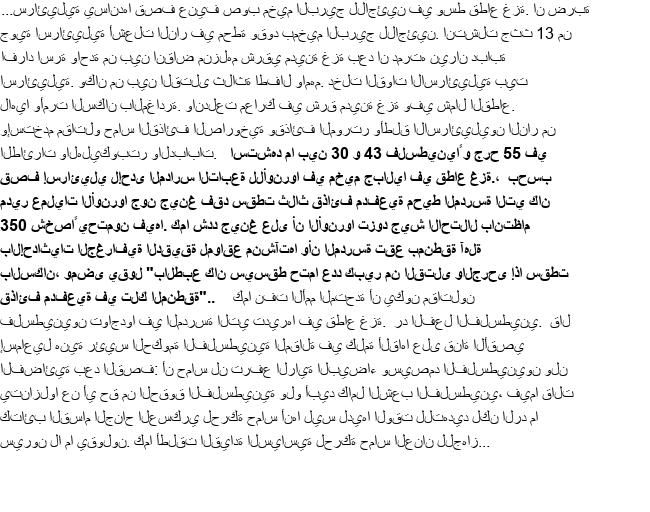 ...سرائيلية يساندها قصف عنيف صوب مخيم البريج للاجئين في وسط قطاع غزة. ان ضربة
جوية اسرائيلية أشعلت النار في محطة وقود بمخيم البريج للاجئين. انتشلت جثث 13 من
افراد اسرة واحدة من بين انقاض منزلهم شرقي مدينة غزة بعد ان دمرته نيران دبابات
اسرائيلية. وكان من بين القتلى ثلاثة اطفال وامهم. دخلت القوات الاسرائيلية بيت
لاهيا وأمرت السكان بالمغادرة. واندلعت معارك في شرق مدينة غزة وفي شمال القطاع.
وإستخدم مقاتلو حماس القذائف الصاروخية وقذائف المورتر وأطلق الاسرائيليون النار من
الطائرات والهليكوبتر والدبابات. استشهد ما بين 30 و 43 فلسطينياً و جرح 55 في
قصف إسرائيلي لإحدى المدارس التابعة للأونروا في مخيم جباليا في قطاع غزة.، بحسب
مدير عمليات الأونروا جون جينغ فقد سقطت ثلاث قذائف مدفعية محيط المدرسة التي كان
350 شخصاً يحتمون فيها. كما شدد جينغ على أن الأونروا تزود جيش الاحتلال بانتظام
بالإحداثيات الجغرافية الدقيقة لمواقع منشآتها وأن المدرسة تقع بمنطقة آهلة
بالسكان، ومضى يقول "بالطبع كان سيسقط حتما عدد كبير من القتلى والجرحى إذا سقطت
قذائف مدفعية في تلك المنطقة".. كما نفت الأمم المتحدة أن يكون مقاتلون
فلسطينيون تواجدوا في المدرسة التي تديرها في قطاع غزة. رد الفعل الفلسطيني. قال
إسماعيل هنية رئيس الحكومة الفلسطينية المقالة في كلمة ألقاها على قناة الأقصى
الفضائية بعد القصف: أن حماس لن ترفع الراية البيضاء وسيصمد الفلسطينيون ولن
يتنازلوا عن أي حق من الحقوق الفلسطينية ولو أبيد كامل الشعب الفلسطيني، فيما قالت
كتائب القسام الجناح العسكري لحركة حماس أنها ليس لديها الوقت للتهديد لكن الرد ما
سيرون لا ما يقولون. كما أطلقت القيادة السياسية لحركة حماس العنان للجهاز...